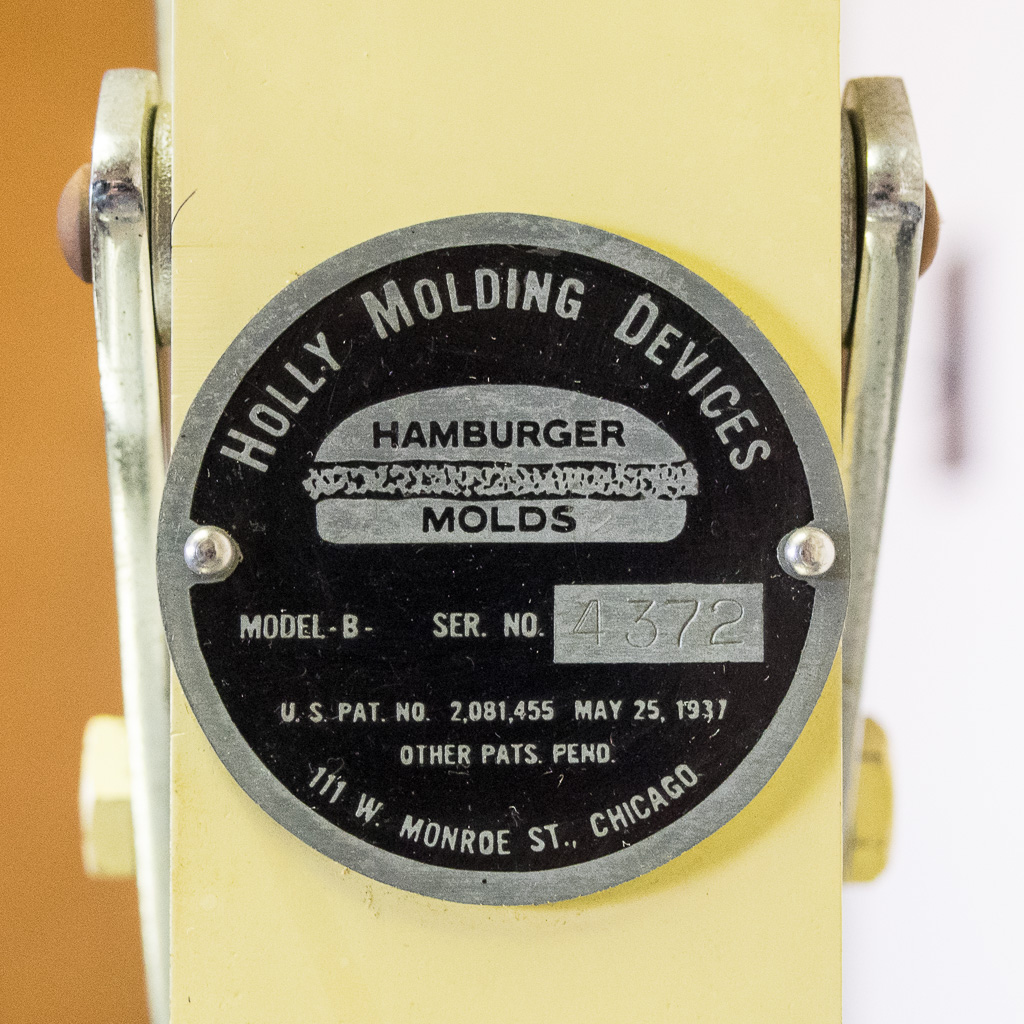 HOLLY MOLDING DEVICES
HAMBURGER
MOLDS
MODEL-B- SER. NO. 4372
U.S. PAT. NO. 2,081,455 MAY 25, 1937
OTHER PATS. PEND.
111 W. MONROE ST., CHICAGO